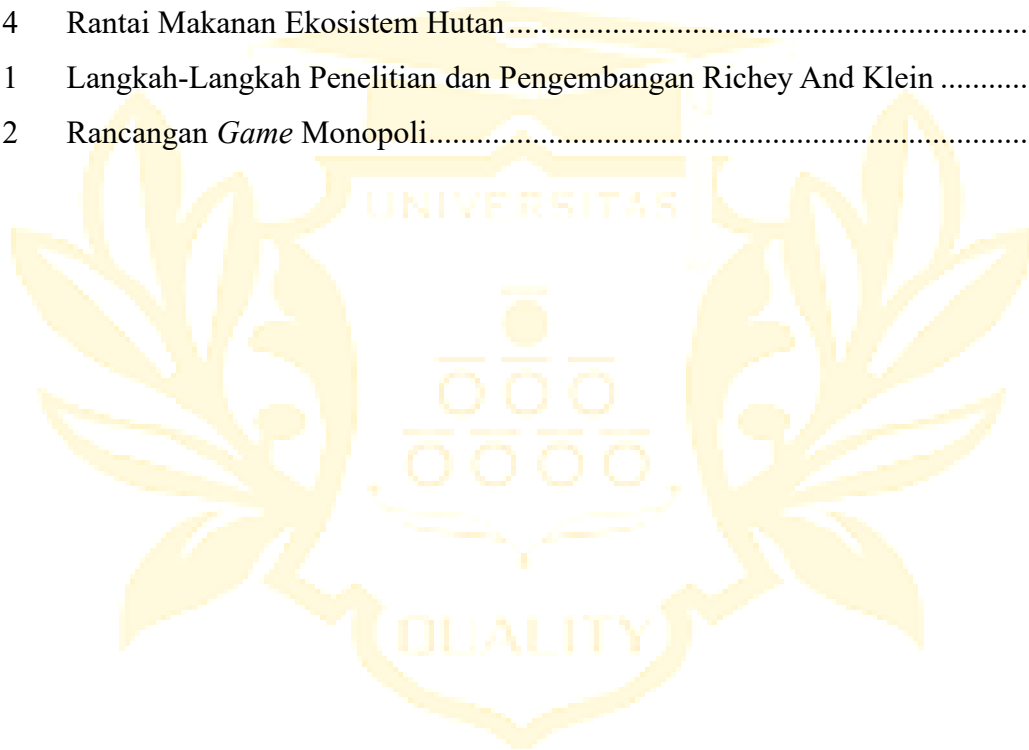 4 Rantai Makanan Ekosistem Hutan................................................................
1 Langkah-Langkah Penelitian dan Pengembangan Richey And Klein ...........
2 Rancangan Game Monopoli..........................................................................
UNIVERSITAS
QUALITY